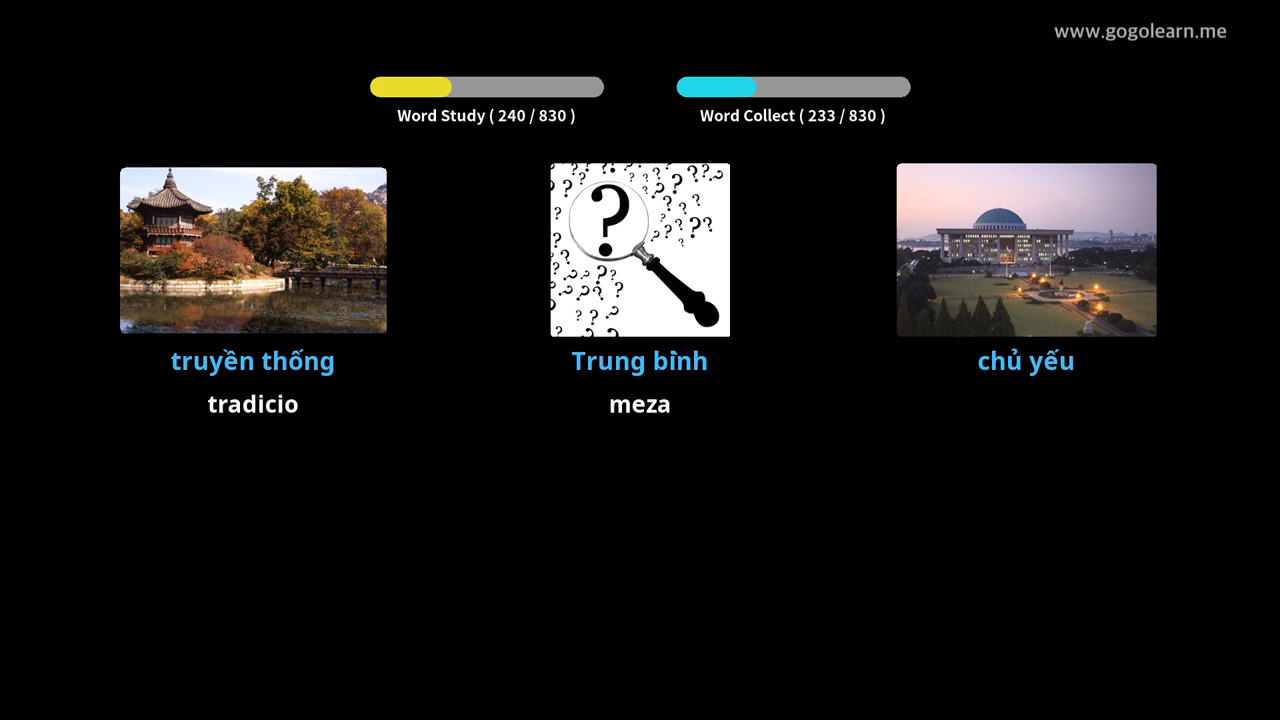 www.gogolearn.me
Word Study ( 240 / 830 )
Word Collect ( 233 / 830 )
truyền thống
Trung bình
chủ yếu
tradicio
meza